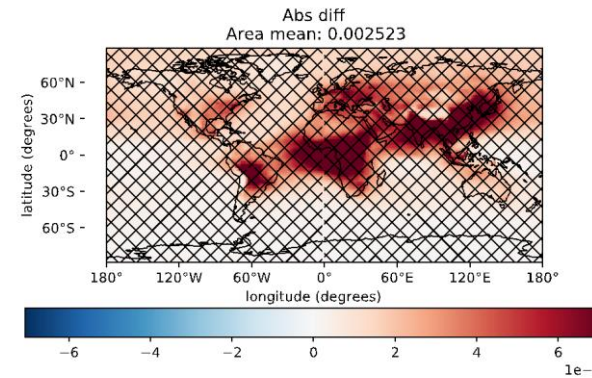 Abs diff
Area mean: 0.002523
60°N
30°N
0°
30°S
60°S
latitude (degrees)
180° 120°W 60°W 0° 60°E 120°E 180°
longitude (degrees)
−6 −4 −2 0 2 4 6
1e−